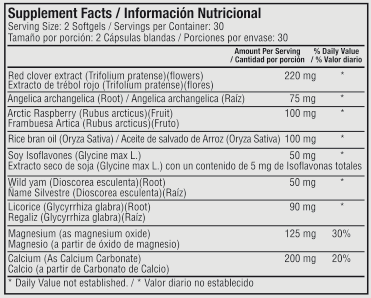 Supplement Facts / Información Nutricional
Serving Size: 2 Softgels / Servings per Container: 30
Tamaño por porción: 2 Cápsulas blandas / Porciones por envase: 30
Amount Per Serving / Cantidad por porción % Daily Value / % Valor diario
Red clover extract (Trifolium pratense)(flowers) 220 mg *
Extracto de trébol rojo (Trifolium pratense)(flores)
Angelica archangelica (Root) / Angelica archangelica (Raíz) 75 mg *
Arctic Raspberry (Rubus arcticus)(Fruit) 100 mg *
Frambuesa Artica (Rubus arcticus)(Fruto)
Rice bran oil (Oryza Sativa) / Aceite de salvado de Arroz (Oryza Sativa) 100 mg *
Soy Isoflavones (Glycine max L.) 50 mg *
Extracto seco de soja (Glycine max L.) con un contenido de 5 mg de Isoflavonas totales
Wild yam (Dioscorea esculenta)(Root) 50 mg *
Name Silvestre (Dioscorea esculenta)(Raíz)
Licorice (Glycyrrhiza glabra)(Root) 90 mg *
Regaliz (Glycyrrhiza glabra)(Raíz)
Magnesium (as magnesium oxide) 125 mg 30%
Magnesio (a partir de óxido de magnesio)
Calcium (As Calcium Carbonate) 200 mg 20%
Calcio (a partir de Carbonato de Calcio)
* Daily Value not established. / * Valor diario no establecido